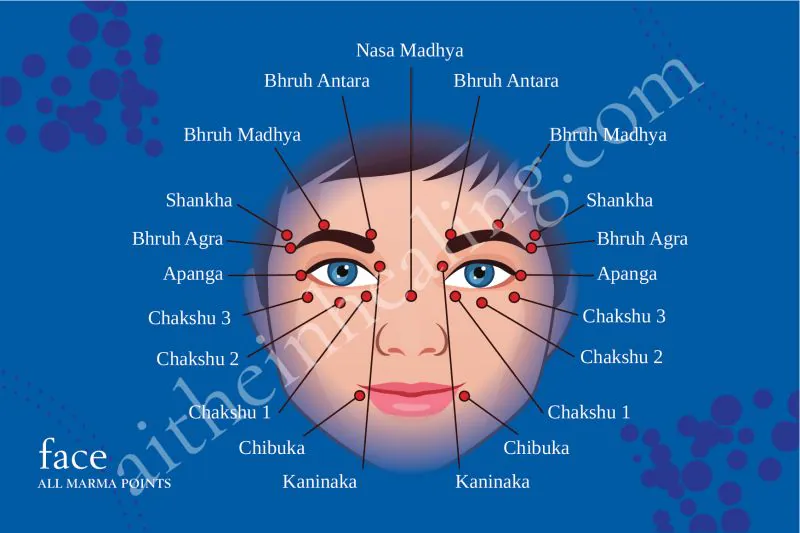 Nasa Madhya
Bhruh Antara
Bhruh Antara
Bhruh Madhya
Bhruh Madhya
Shankha
Shankha
Bhruh Agra
Bhruh Agra
Apanga
Apanga
Chakshu 3
Chakshu 3
Chakshu 2
Chakshu 2
Chakshu 1
Chakshu 1
Chibuka
Chibuka
Kaninaka
Kaninaka
face
ALL MARMA POINTS
aitheinhealing.com